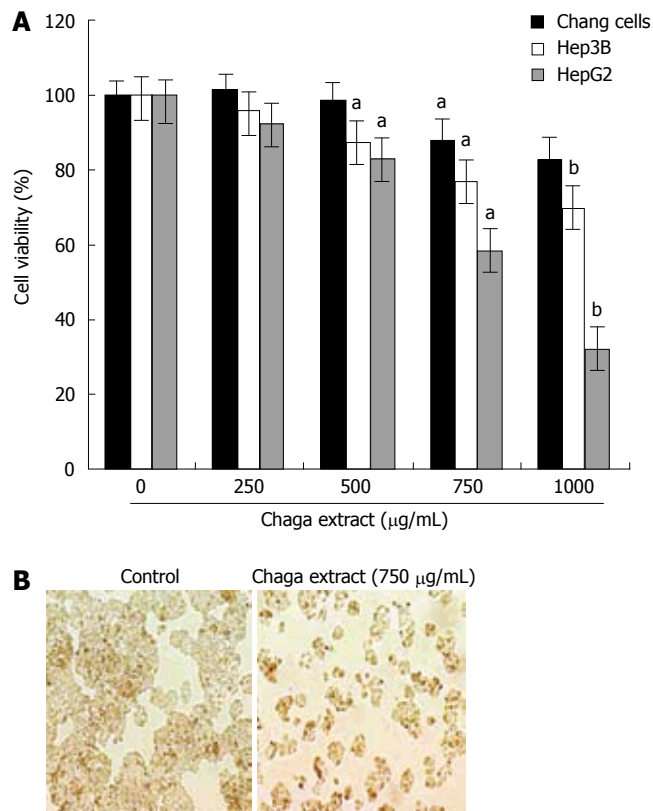 A
120
100
80
60
40
20
0
Cell viability (%)
Chang cells
Hep3B
HepG2
a
a
a
a
a
b
b
0 250 500 750 1000
Chaga extract (μg/mL)
B
Control Chaga extract (750 μg/mL)